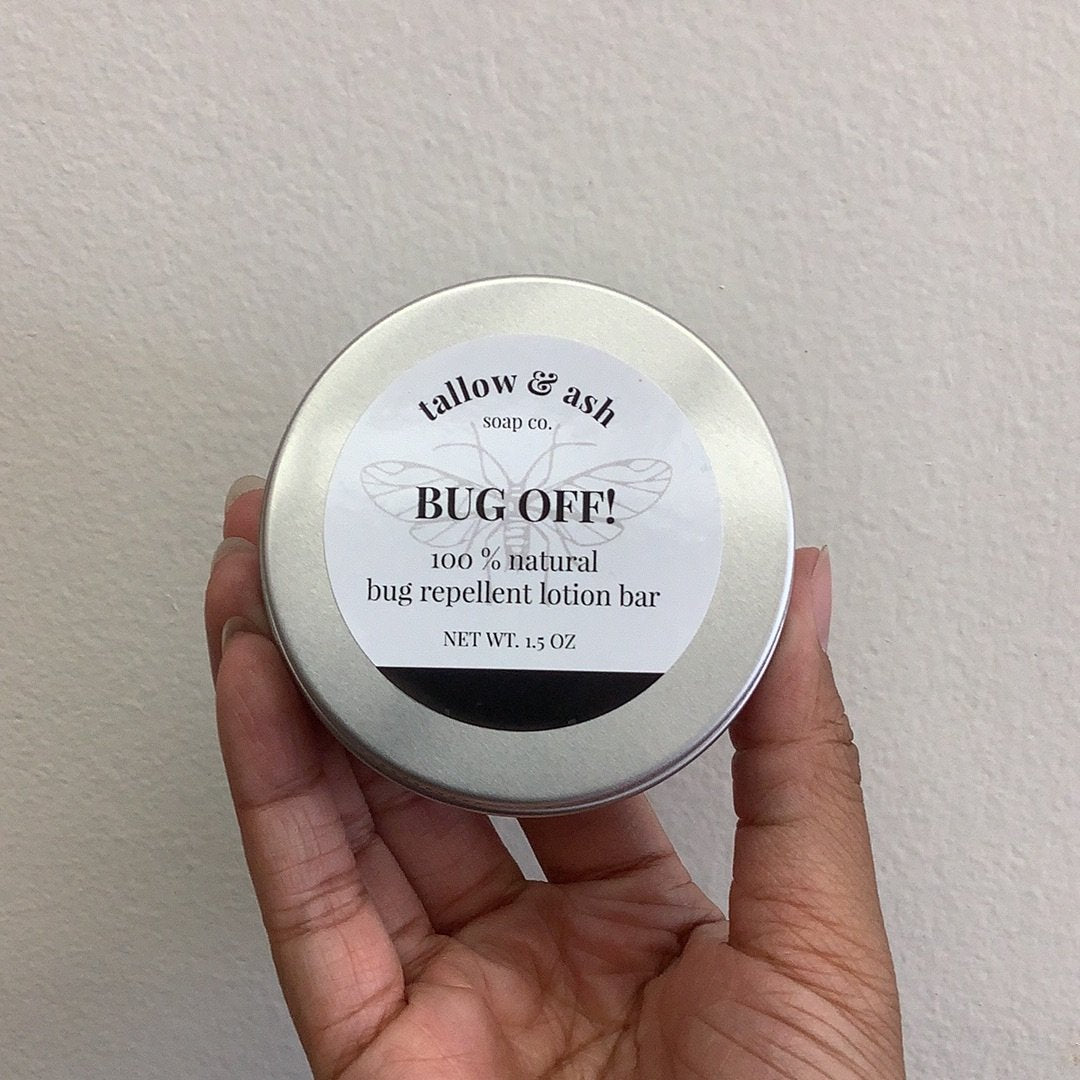 tallow & ash
soap co.
BUG OFF!
100 % natural
bug repellent lotion bar
NET WT. 1.5 OZ